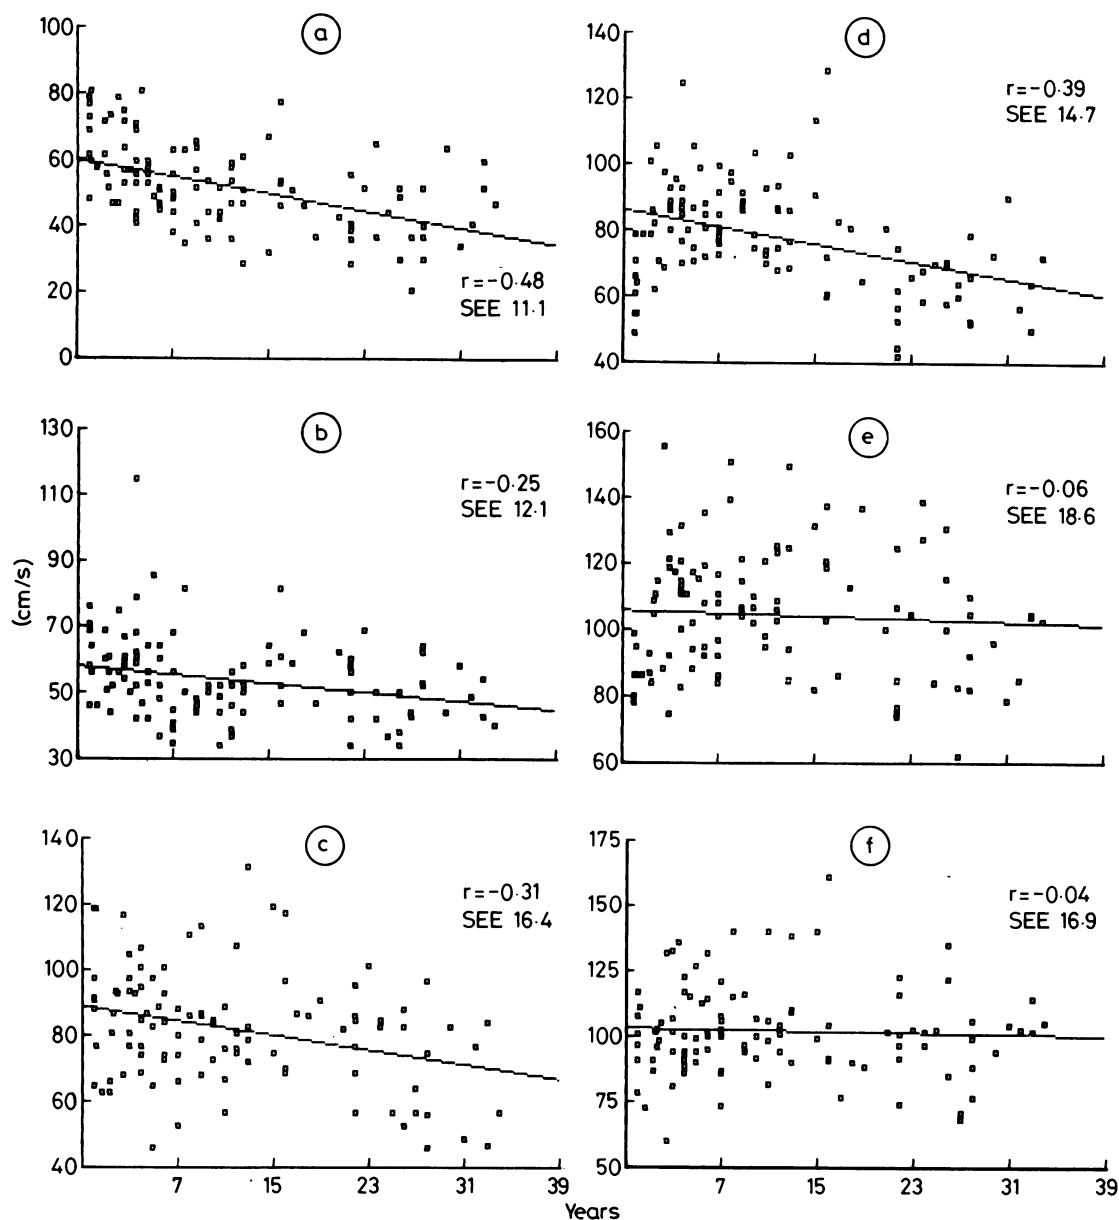 a
100
80
60
40
20
0
r=-0·48
SEE 11·1
d
140
120
100
80
60
40
r=-0·39
SEE 14·7
b
130
110
90
70
50
30
r=-0·25
SEE 12·1
(cm/s)
e
160
140
120
100
80
60
r=-0·06
SEE 18·6
c
140
120
100
80
60
40
r=-0·31
SEE 16·4
7 15 23 31 39
f
175
150
125
100
75
50
r=-0·04
SEE 16·9
7 15 23 31 39
Years